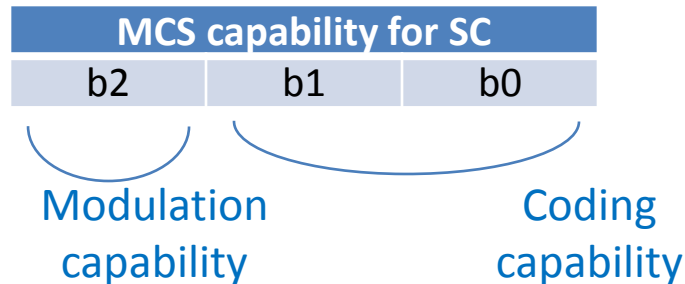 MCS capability for SC
b2 b1 b0
Modulation Coding
capability capability